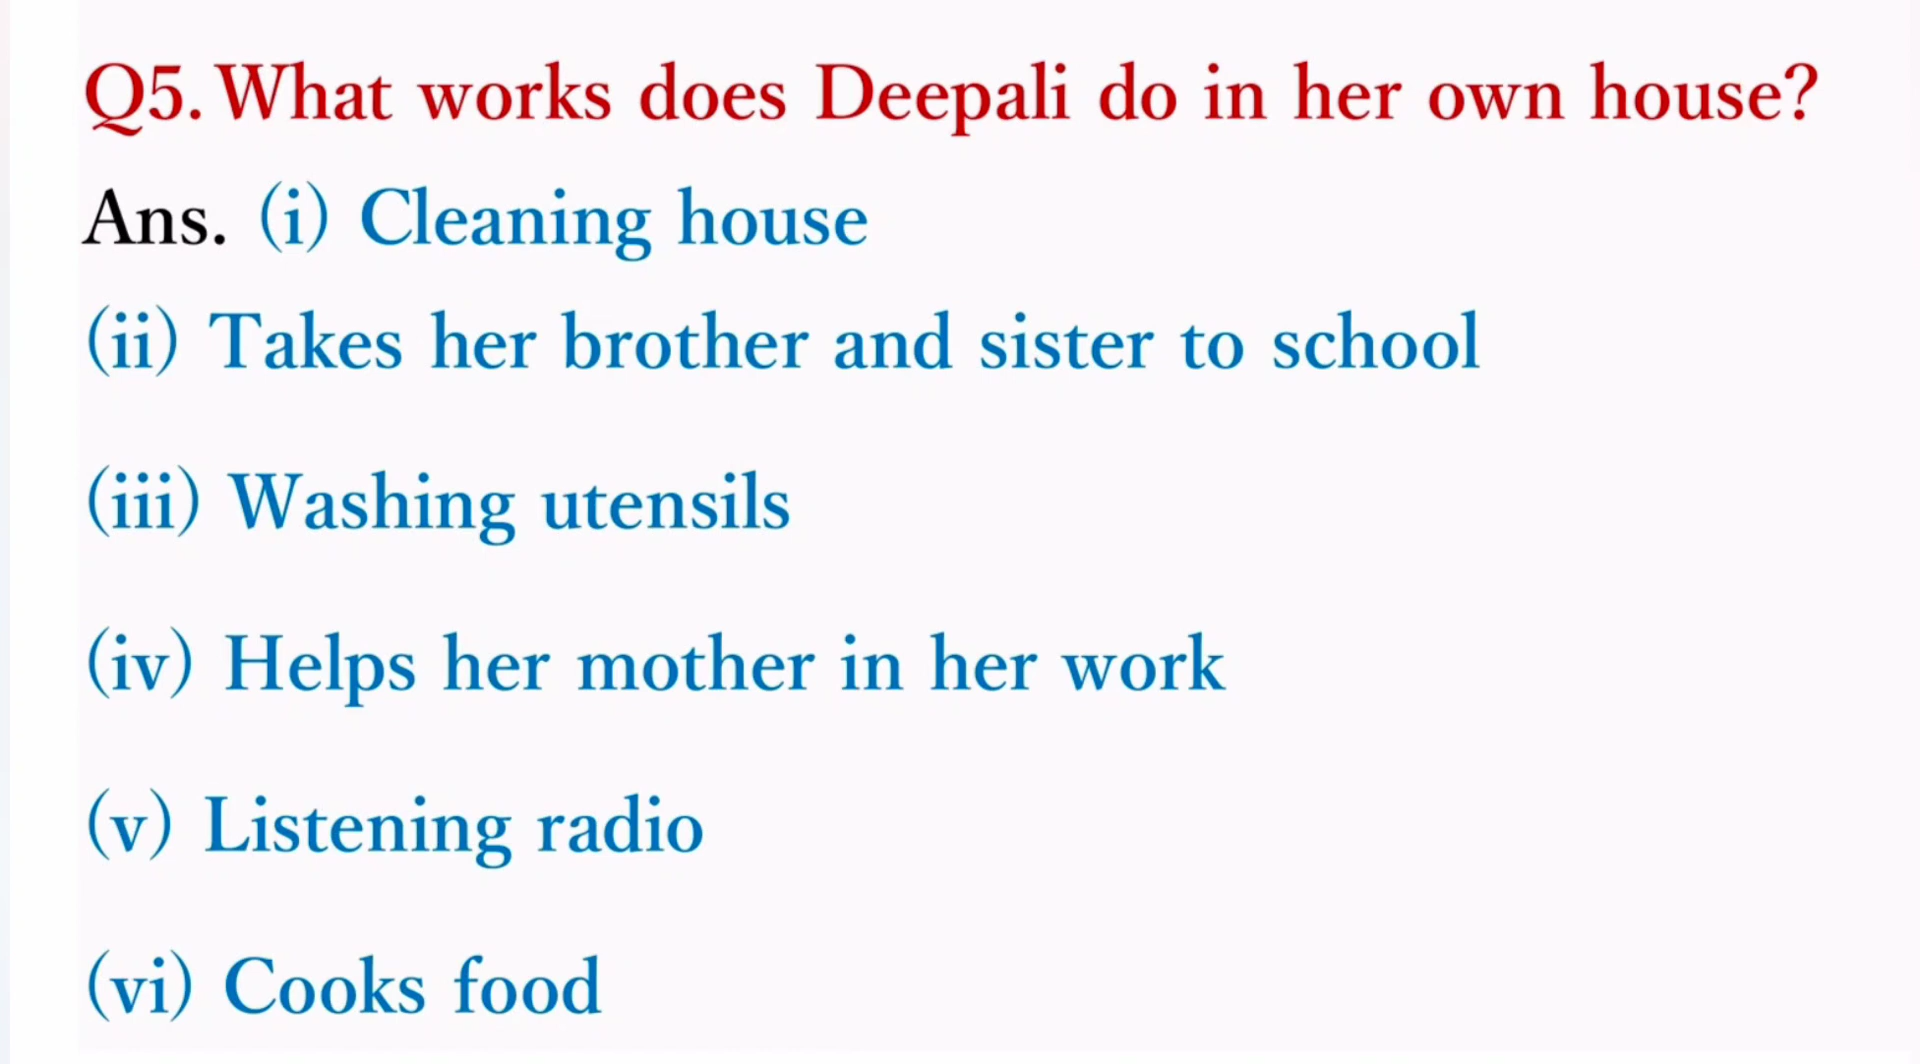 Q5. What works does Deepali do in her own house?
Ans. (i) Cleaning house
(ii) Takes her brother and sister to school
(iii) Washing utensils
(iv) Helps her mother in her work
(v) Listening radio
(vi) Cooks food